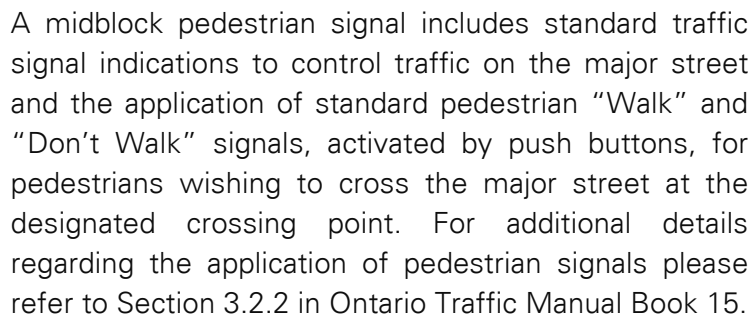 A midblock pedestrian signal includes standard traffic
signal indications to control traffic on the major street
and the application of standard pedestrian “Walk” and
“Don’t Walk” signals, activated by push buttons, for
pedestrians wishing to cross the major street at the
designated crossing point. For additional details
regarding the application of pedestrian signals please
refer to Section 3.2.2 in Ontario Traffic Manual Book 15.